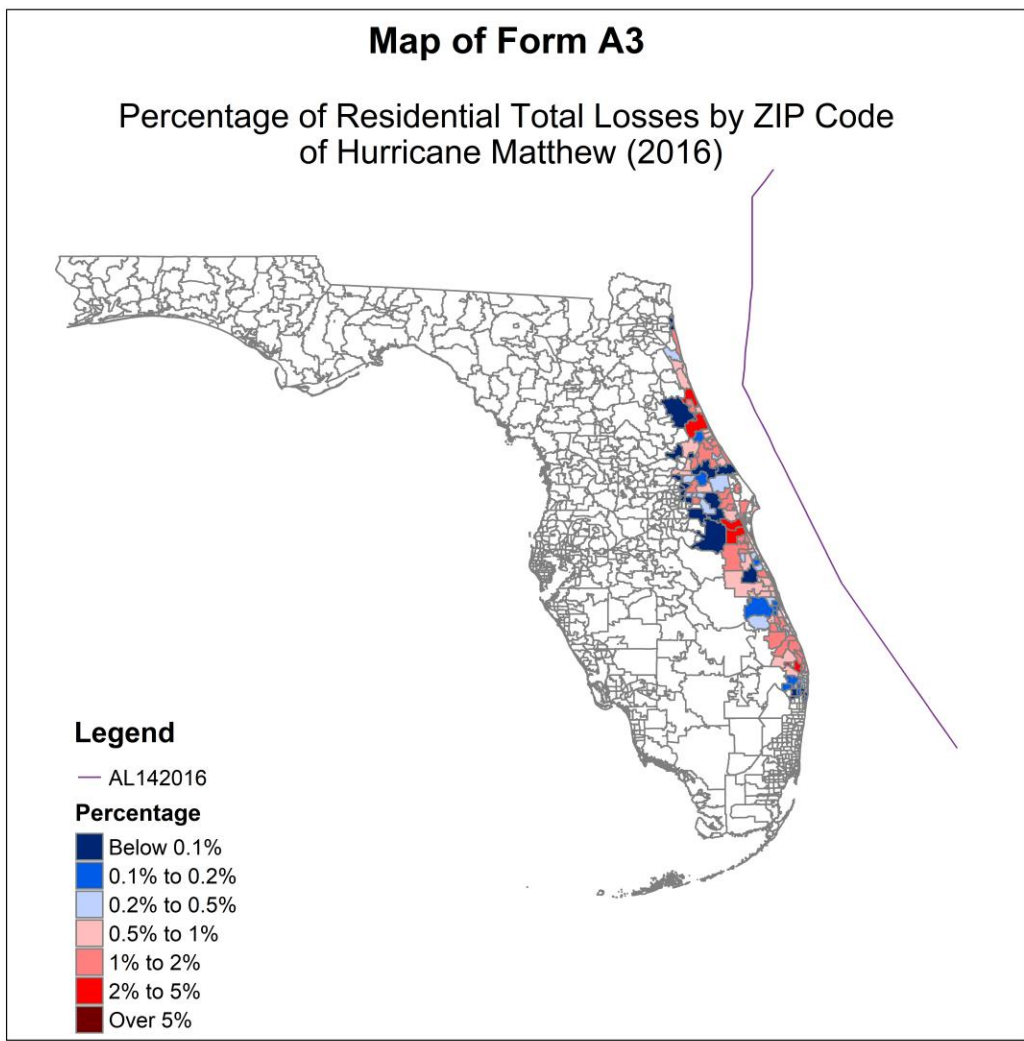 Map of Form A3
Percentage of Residential Total Losses by ZIP Code
of Hurricane Matthew (2016)
Legend
AL142016
Percentage
Below 0.1%
0.1% to 0.2%
0.2% to 0.5%
0.5% to 1%
1% to 2%
2% to 5%
Over 5%